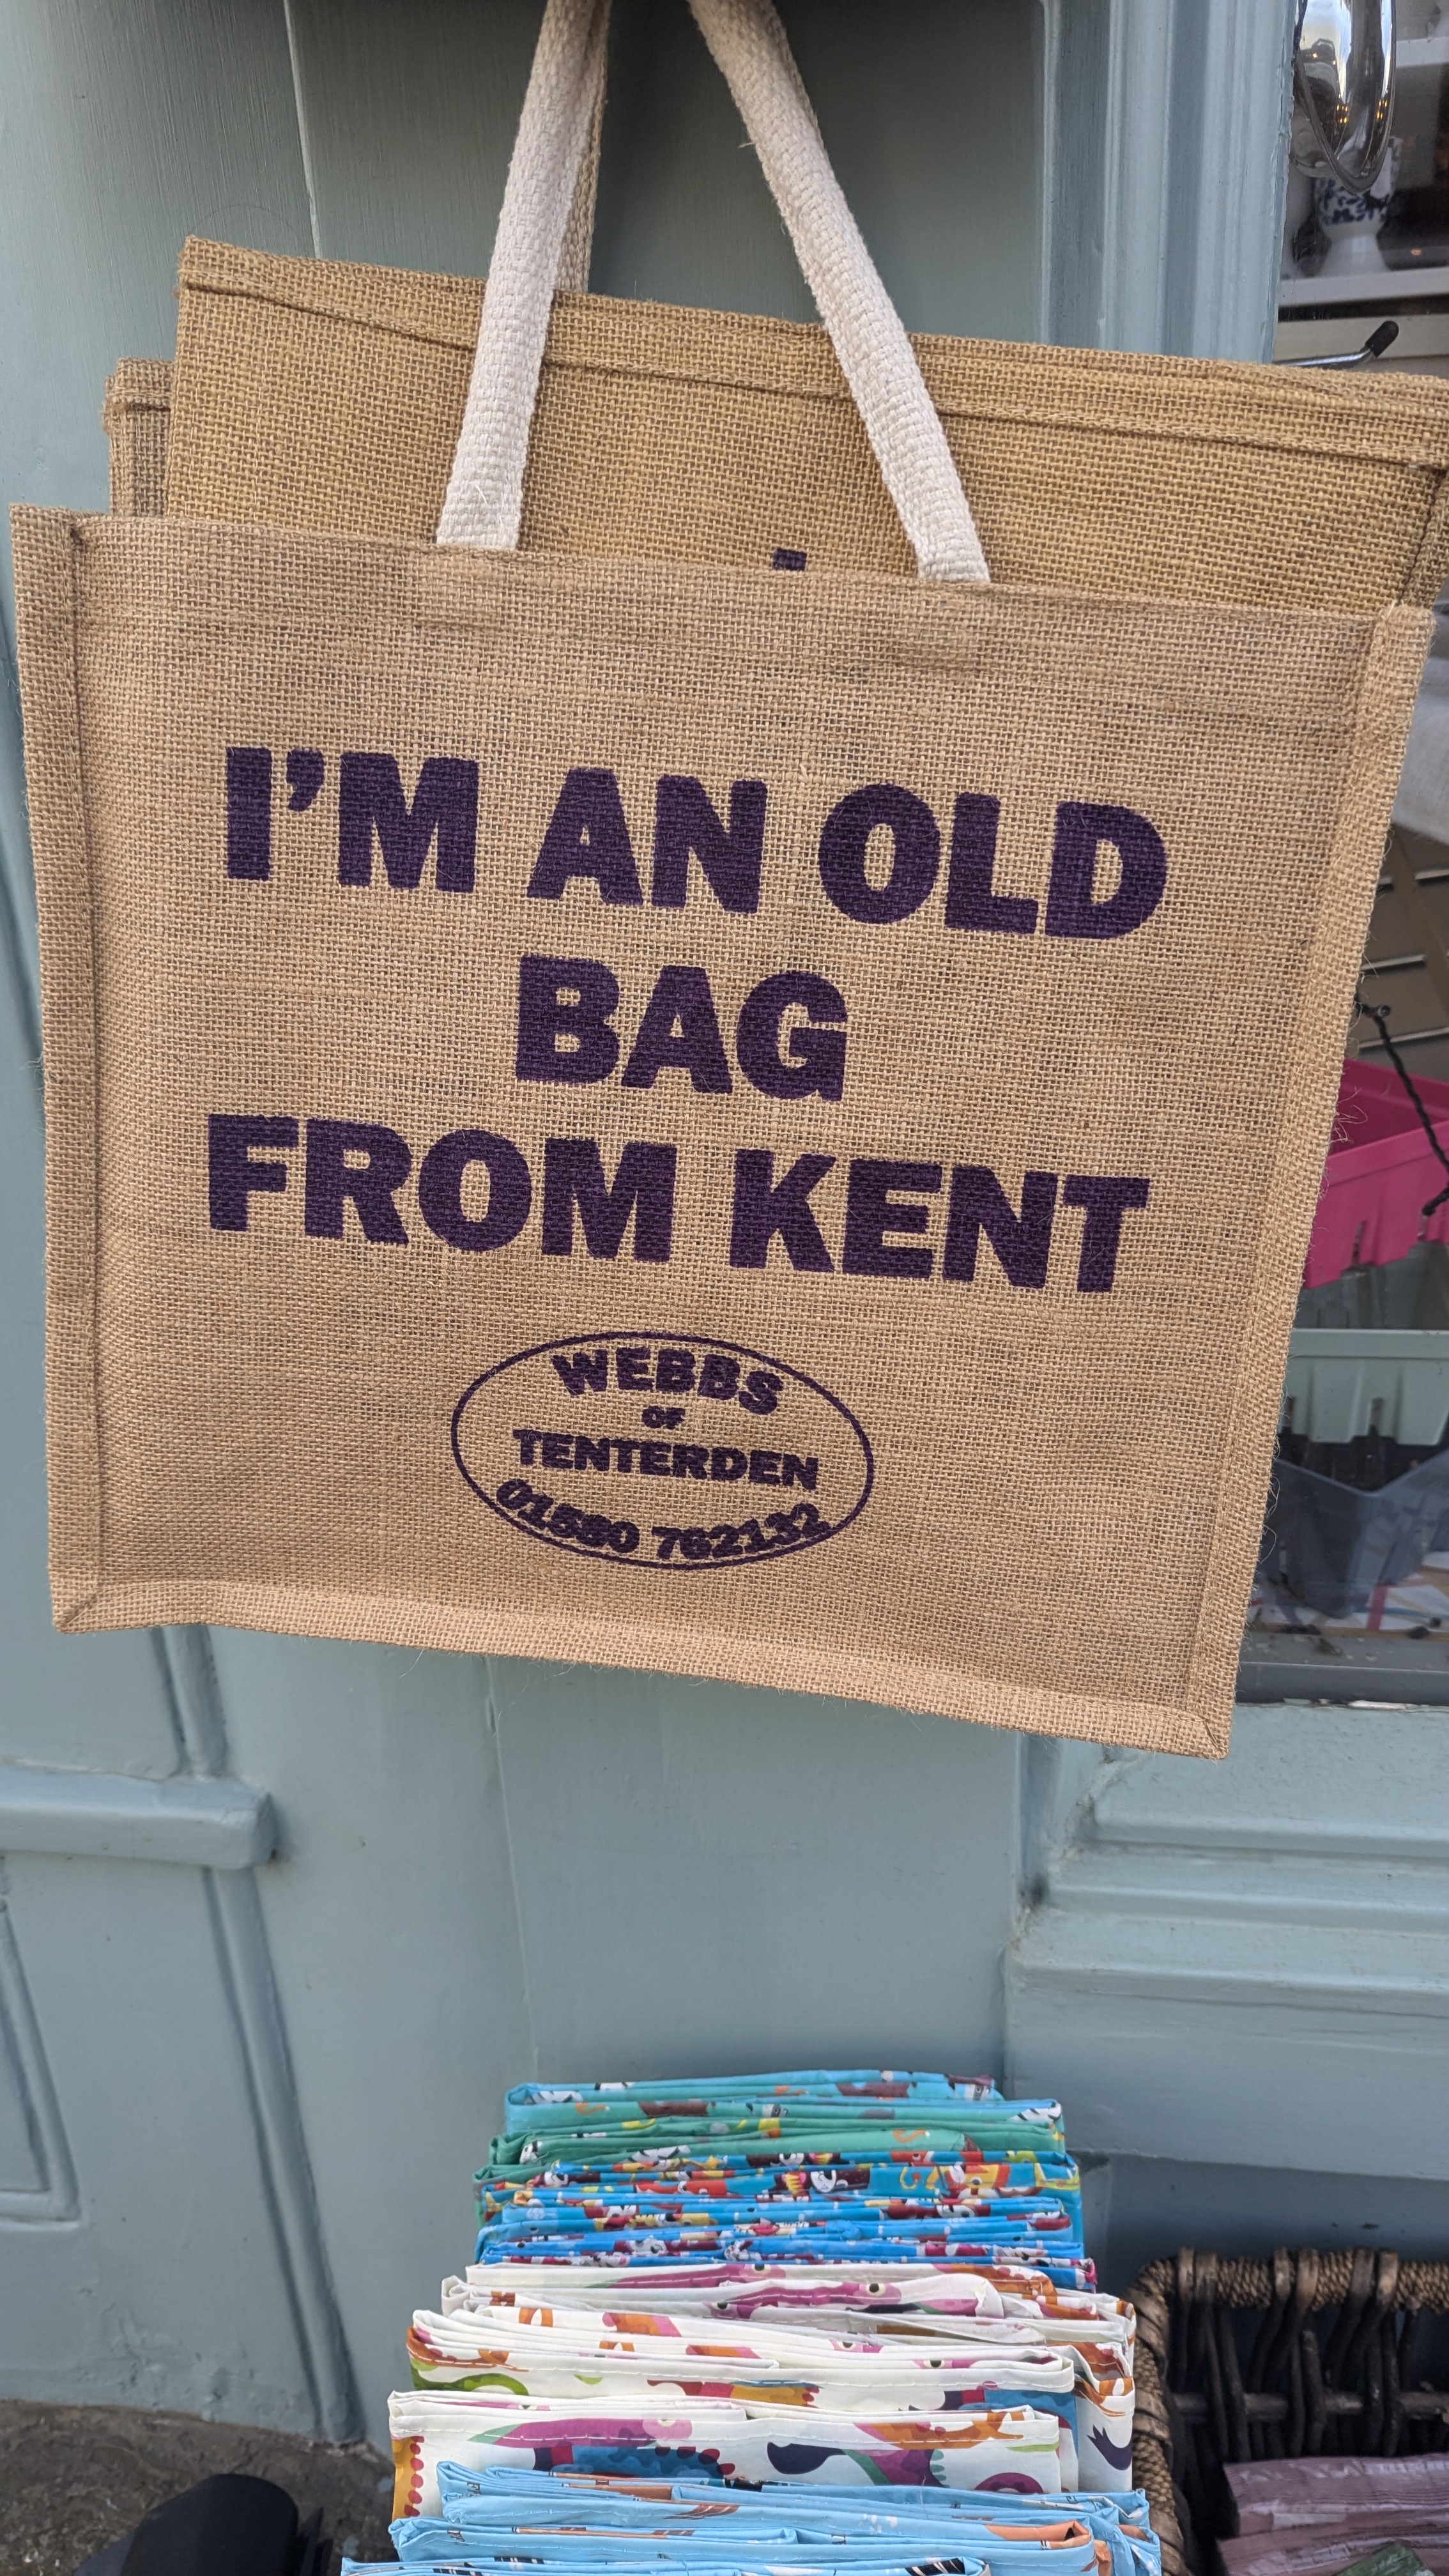 I'M AN OLD
BAG
FROM KENT
WEBBS
OF
TENTERDEN
01580 762132